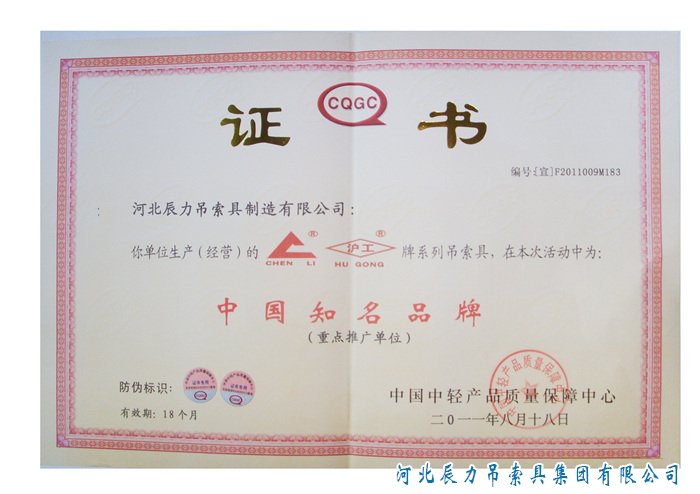 CQGC
证书
编号:[宣]F2011009M183
河北辰力吊索具制造有限公司:
你单位生产(经营)的 CHEN LI ® 沪工 HU GONG ® 牌系列吊索具,在本次活动中为:
中国知名品牌
(重点推广单位)
防伪标识:
有效期:18个月
中国中轻产品质量保障中心
二〇一一年八月十八日
河北辰力吊索具集团有限公司